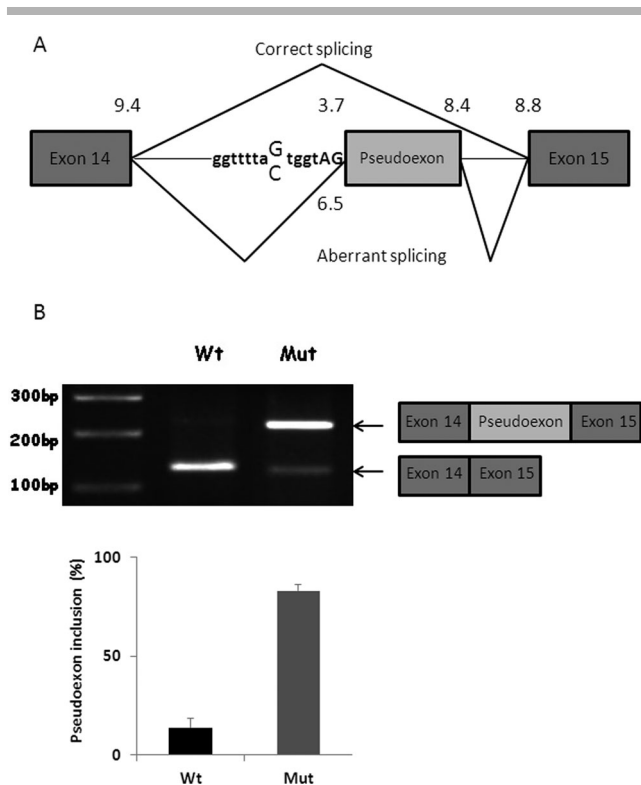 A
Correct splicing
9.4 3.7 8.4 8.8
Exon 14 ggttttaG/CtggtAG Pseudoexon Exon 15
6.5
Aberrant splicing
B
Wt Mut
300bp
200bp
100bp
Exon 14 Pseudoexon Exon 15
Exon 14 Exon 15
Pseudoexon inclusion (%)
100
50
0
Wt Mut